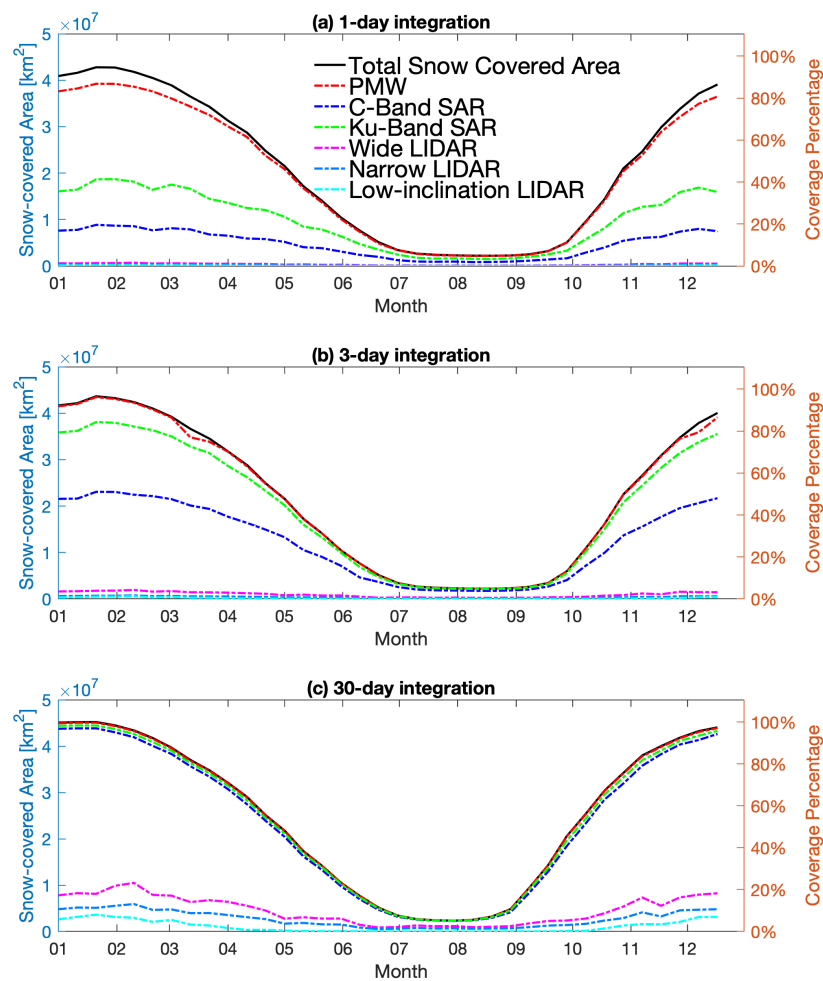 (a) 1-day integration
×10^7
5
4
3
2
1
0
Snow-covered Area [km^2]
Total Snow Covered Area
PMW
C-Band SAR
Ku-Band SAR
Wide LIDAR
Narrow LIDAR
Low-inclination LIDAR
100%
80%
60%
40%
20%
0%
Coverage Percentage
01 02 03 04 05 06 07 08 09 10 11 12
Month
(b) 3-day integration
×10^7
5
4
3
2
1
0
Snow-covered Area [km^2]
100%
80%
60%
40%
20%
0%
Coverage Percentage
01 02 03 04 05 06 07 08 09 10 11 12
Month
(c) 30-day integration
×10^7
5
4
3
2
1
0
Snow-covered Area [km^2]
100%
80%
60%
40%
20%
0%
Coverage Percentage
01 02 03 04 05 06 07 08 09 10 11 12
Month